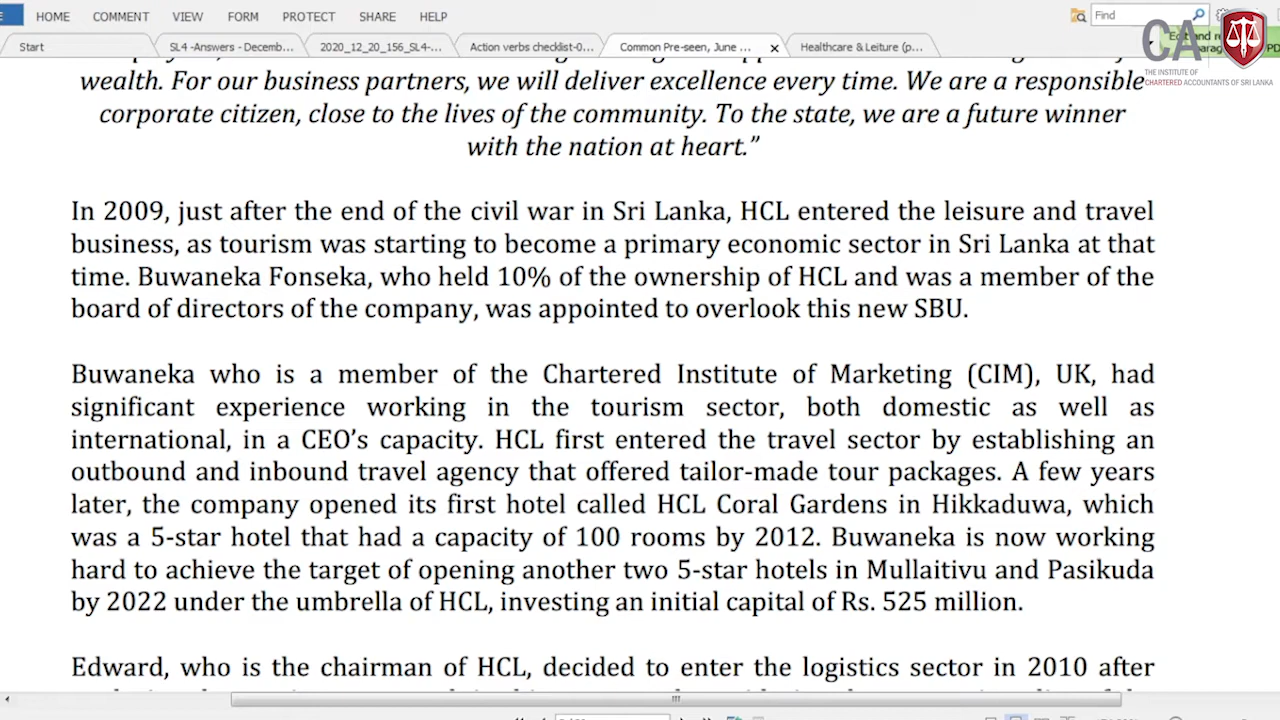 HOME COMMENT VIEW FORM PROTECT SHARE HELP
Find
Start
SL4 -Answers - Decemb...
2020_12_20_156_SL4-...
Action verbs checklist-0...
Common Pre-seen, June ...
Healthcare & Leiture (p...
CA
THE INSTITUTE OF
CHARTERED ACCOUNTANTS OF SRI LANKA
wealth. For our business partners, we will deliver excellence every time. We are a responsible
corporate citizen, close to the lives of the community. To the state, we are a future winner
with the nation at heart.”
In 2009, just after the end of the civil war in Sri Lanka, HCL entered the leisure and travel
business, as tourism was starting to become a primary economic sector in Sri Lanka at that
time. Buwaneka Fonseka, who held 10% of the ownership of HCL and was a member of the
board of directors of the company, was appointed to overlook this new SBU.
Buwaneka who is a member of the Chartered Institute of Marketing (CIM), UK, had
significant experience working in the tourism sector, both domestic as well as
international, in a CEO’s capacity. HCL first entered the travel sector by establishing an
outbound and inbound travel agency that offered tailor-made tour packages. A few years
later, the company opened its first hotel called HCL Coral Gardens in Hikkaduwa, which
was a 5-star hotel that had a capacity of 100 rooms by 2012. Buwaneka is now working
hard to achieve the target of opening another two 5-star hotels in Mullaitivu and Pasikuda
by 2022 under the umbrella of HCL, investing an initial capital of Rs. 525 million.
Edward, who is the chairman of HCL, decided to enter the logistics sector in 2010 after